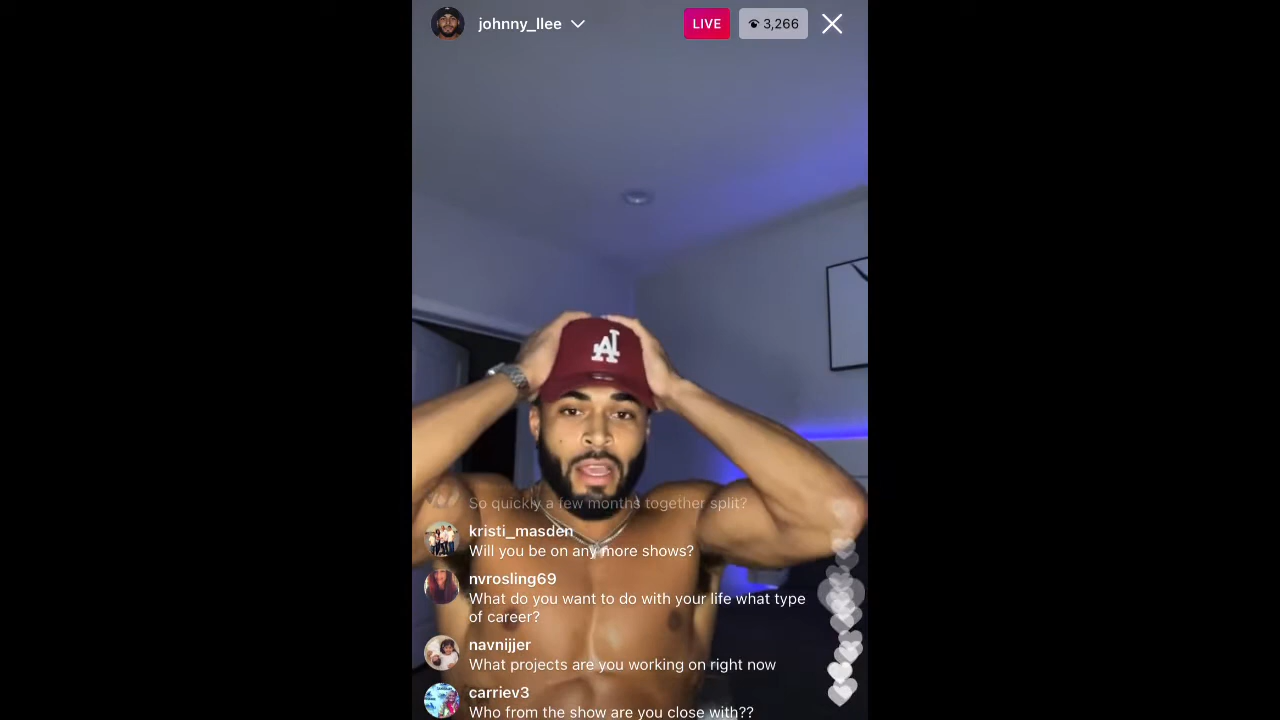 johnny_llee
LIVE
3,266
LA
So quickly a few months together split?
kristi_masden
Will you be on any more shows?
nvrosling69
What do you want to do with your life what type
of career?
navnijjer
What projects are you working on right now
carriev3
Who from the show are you close with??